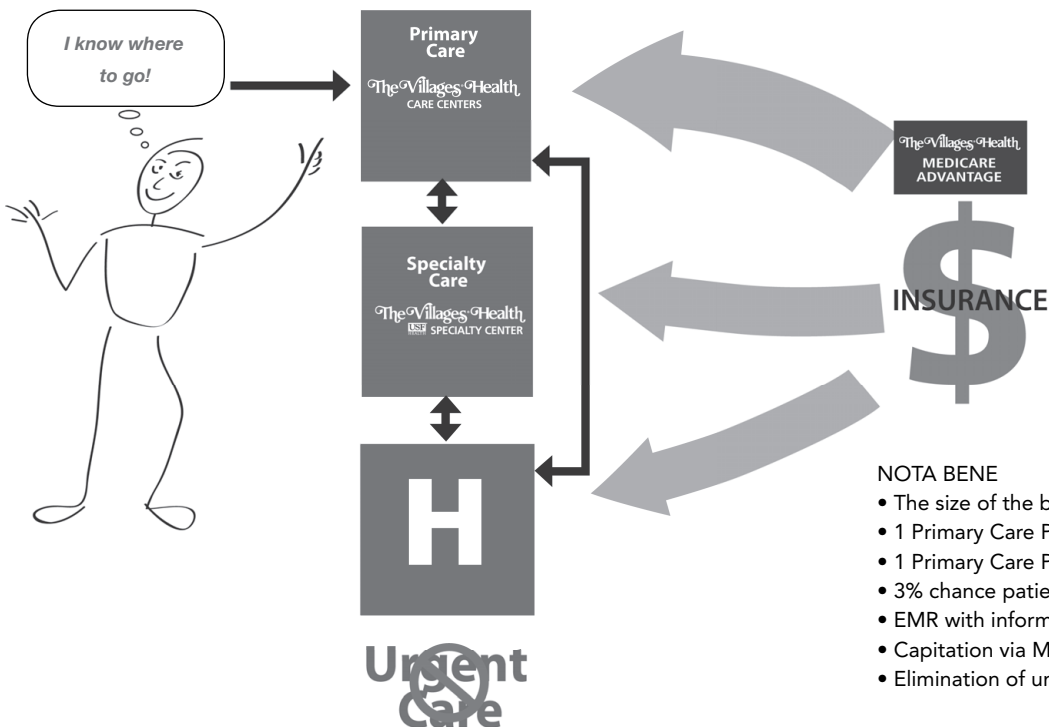 I know where
to go!
Primary
Care
The Villages Health
CARE CENTERS
Specialty
Care
The Villages Health
USF HEALTH SPECIALTY CENTER
H
Urgent
Care
The Villages Health
MEDICARE
ADVANTAGE
$
INSURANCE
NOTA BENE
• The size of the b
• 1 Primary Care P
• 1 Primary Care P
• 3% chance patie
• EMR with inform
• Capitation via M
• Elimination of ur